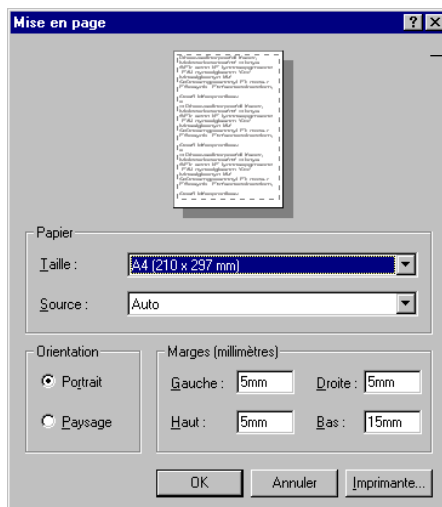 Mise en page
Papier
Taille : A4 (210 x 297 mm)
Source : Auto
Orientation
Portrait
Paysage
Marges (millimètres)
Gauche : 5mm Droite : 5mm
Haut : 5mm Bas : 15mm
OK Annuler Imprimante...